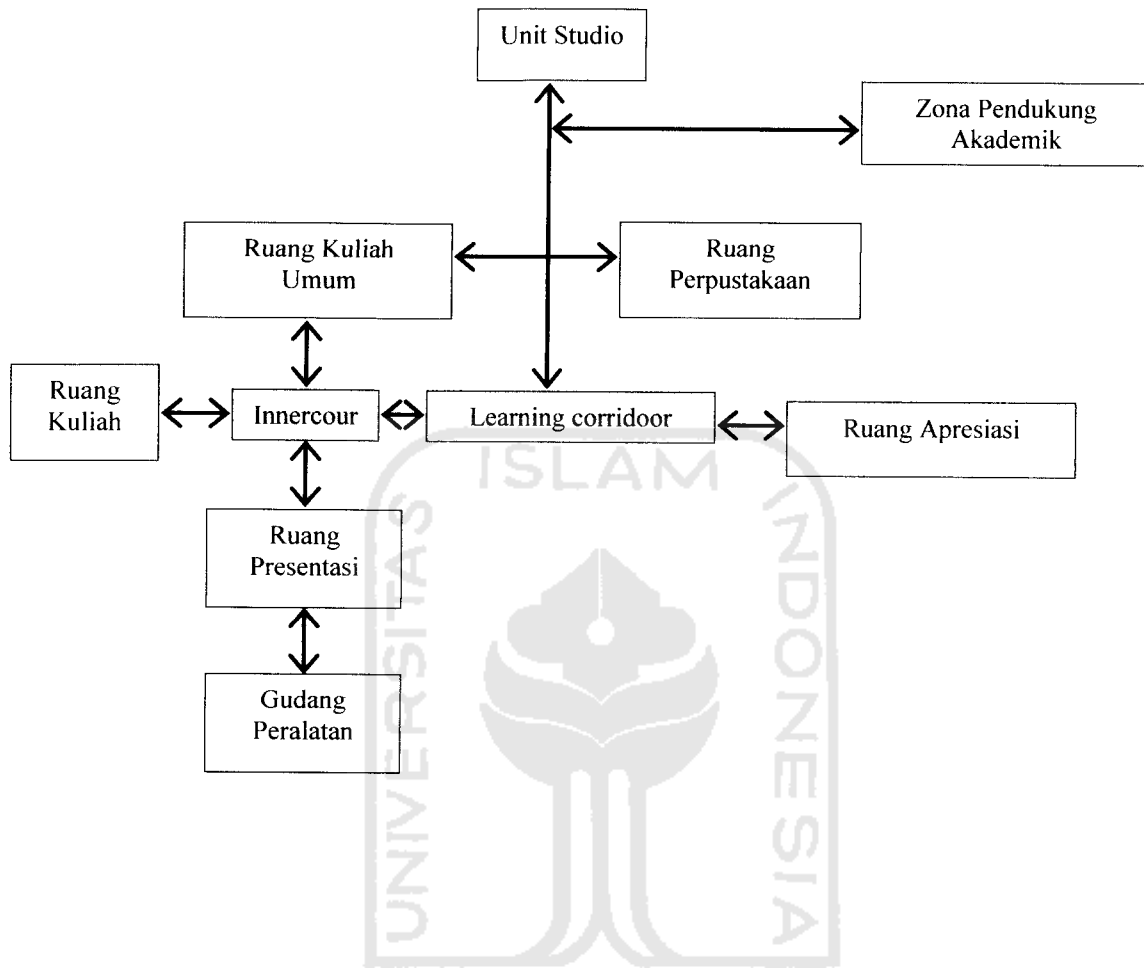 Unit Studio
Zona Pendukung
Akademik
Ruang Kuliah
Umum
Ruang
Perpustakaan
Ruang
Kuliah
Innercour
Learning corridoor
Ruang Apresiasi
Ruang
Presentasi
Gudang
Peralatan
UNIVERSITAS
ISLAM
INDONESIA